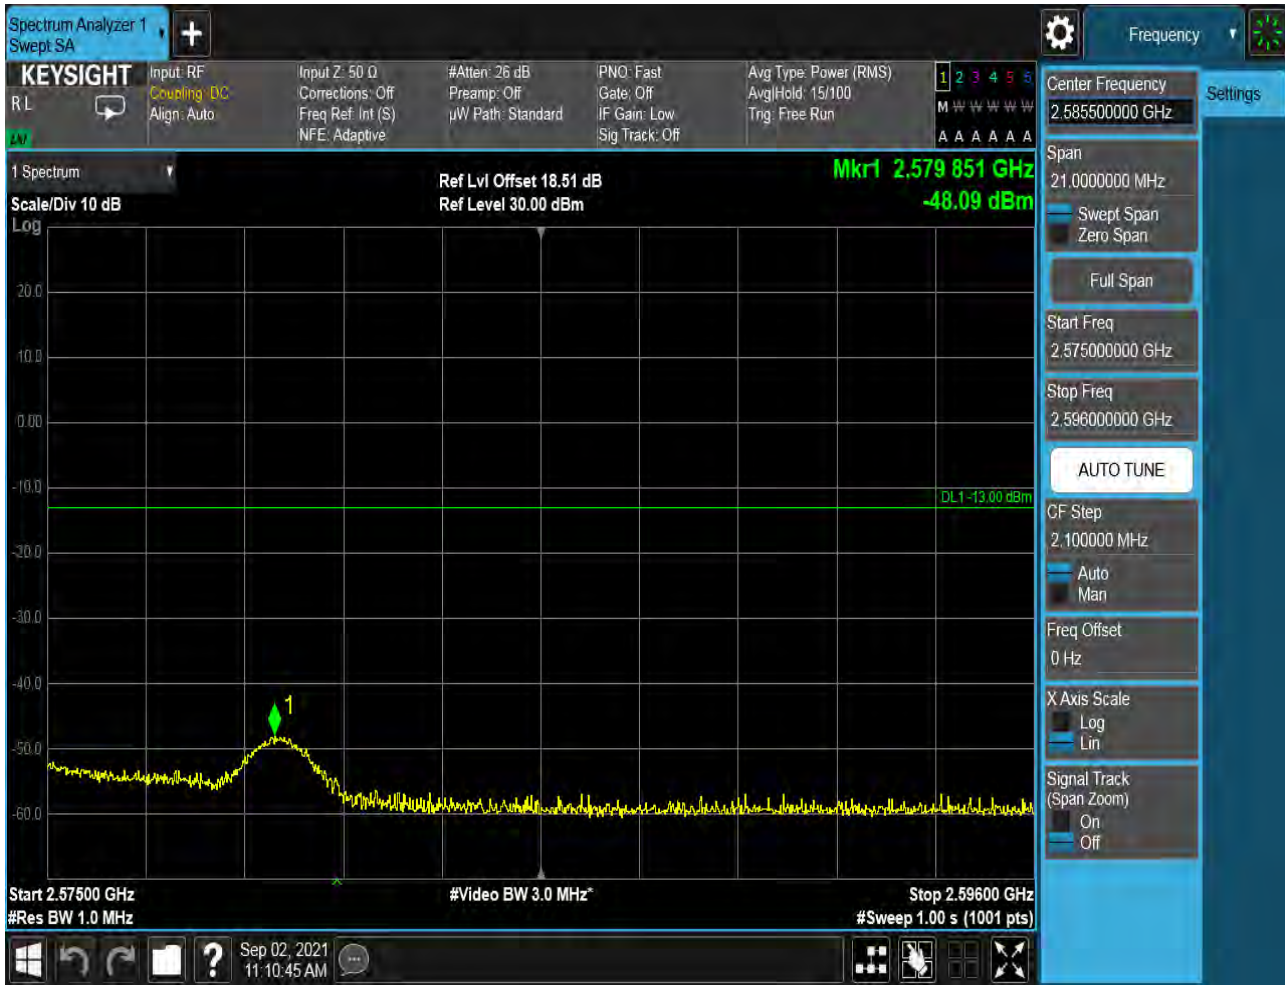 Spectrum Analyzer 1
Swept SA
Frequency
KEYSIGHT
R L
Input: RF
Coupling: DC
Align: Auto
Input Z: 50 Ω
Corrections: Off
Freq Ref: Int (S)
NFE: Adaptive
#Atten: 26 dB
Preamp: Off
µW Path: Standard
PNO: Fast
Gate: Off
IF Gain: Low
Sig Track: Off
Avg Type: Power (RMS)
Avg|Hold: 15/100
Trig: Free Run
1 2 3 4 5 6
M W W W W W
A A A A A A
1 Spectrum
Scale/Div 10 dB
Log
Ref Lvl Offset 18.51 dB
Ref Level 30.00 dBm
Mkr1 2.579 851 GHz
-48.09 dBm
20.0
10.0
0.00
-10.0
DL1 -13.00 dBm
-20.0
-30.0
-40.0
1
-50.0
-60.0
Start 2.57500 GHz
#Res BW 1.0 MHz
#Video BW 3.0 MHz*
Stop 2.59600 GHz
#Sweep 1.00 s (1001 pts)
Sep 02, 2021
11:10:45 AM
Center Frequency
2.585500000 GHz
Settings
Span
21.0000000 MHz
Swept Span
Zero Span
Full Span
Start Freq
2.575000000 GHz
Stop Freq
2.596000000 GHz
AUTO TUNE
CF Step
2.100000 MHz
Auto
Man
Freq Offset
0 Hz
X Axis Scale
Log
Lin
Signal Track
(Span Zoom)
On
Off